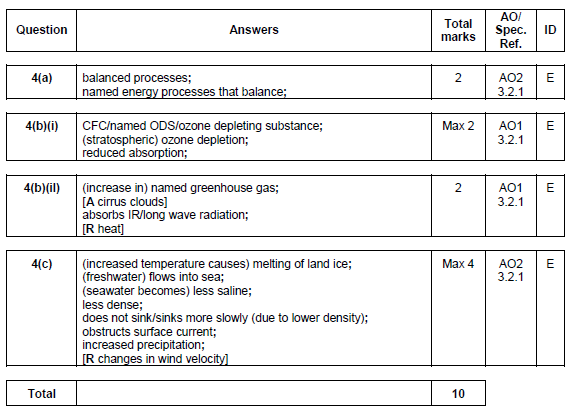 Question Answers Total marks AO/ Spec. Ref. ID
4(a) balanced processes; 2 AO2 E
named energy processes that balance; 3.2.1
4(b)(i) CFC/named ODS/ozone depleting substance; Max 2 AO1 E
(stratospheric) ozone depletion; 3.2.1
reduced absorption;
4(b)(iI) (increase in) named greenhouse gas; 2 AO1 E
[A cirrus clouds] 3.2.1
absorbs IR/long wave radiation;
[R heat]
4(c) (increased temperature causes) melting of land ice; Max 4 AO2 E
(freshwater) flows into sea; 3.2.1
(seawater becomes) less saline;
less dense;
does not sink/sinks more slowly (due to lower density);
obstructs surface current;
increased precipitation;
[R changes in wind velocity]
Total 10